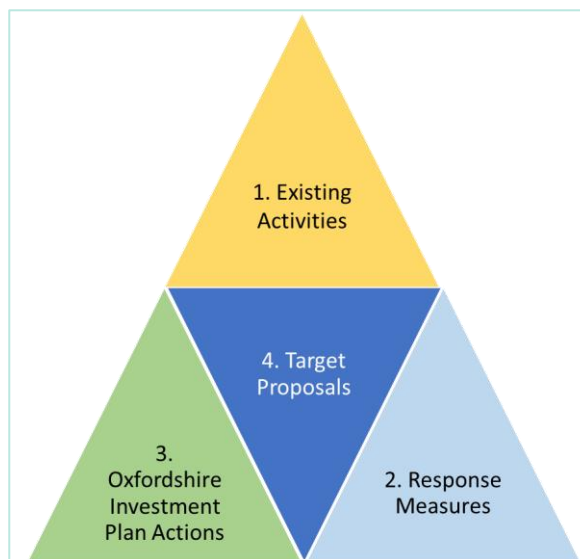 1. Existing
Activities
4. Target
Proposals
3.
Oxfordshire
Investment
Plan Actions
2. Response
Measures